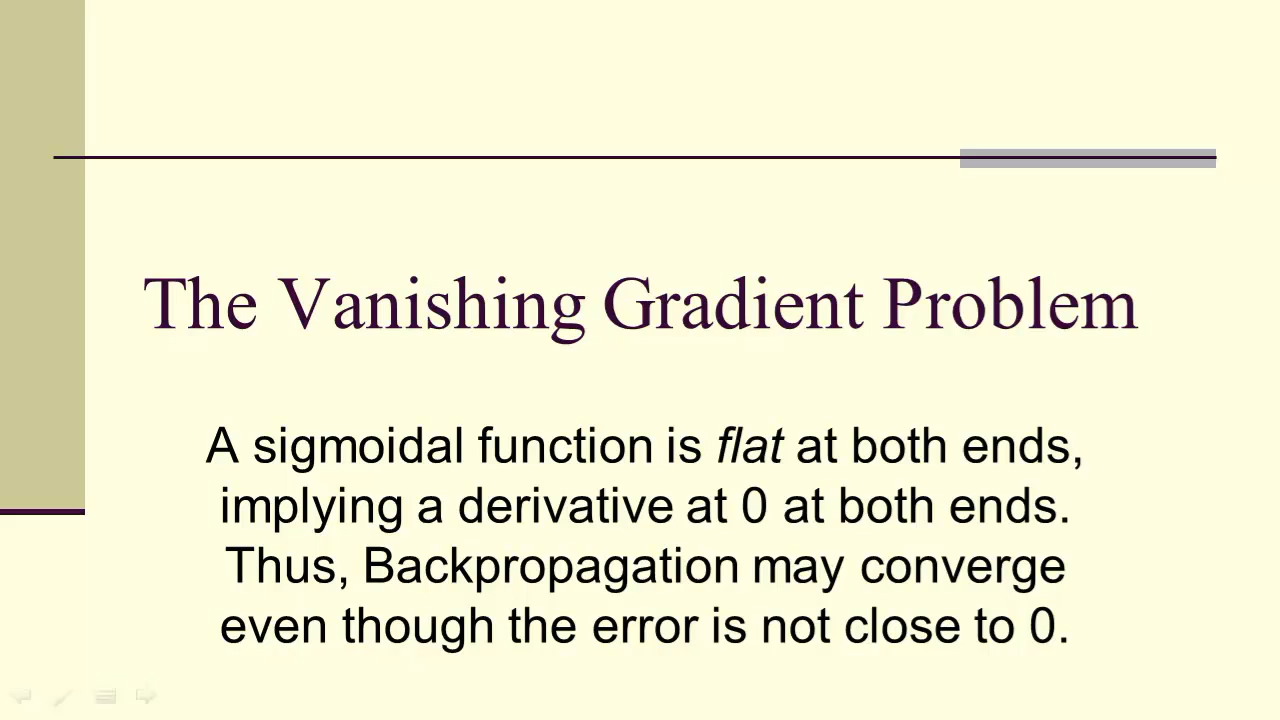 The Vanishing Gradient Problem
A sigmoidal function is flat at both ends,
implying a derivative at 0 at both ends.
Thus, Backpropagation may converge
even though the error is not close to 0.